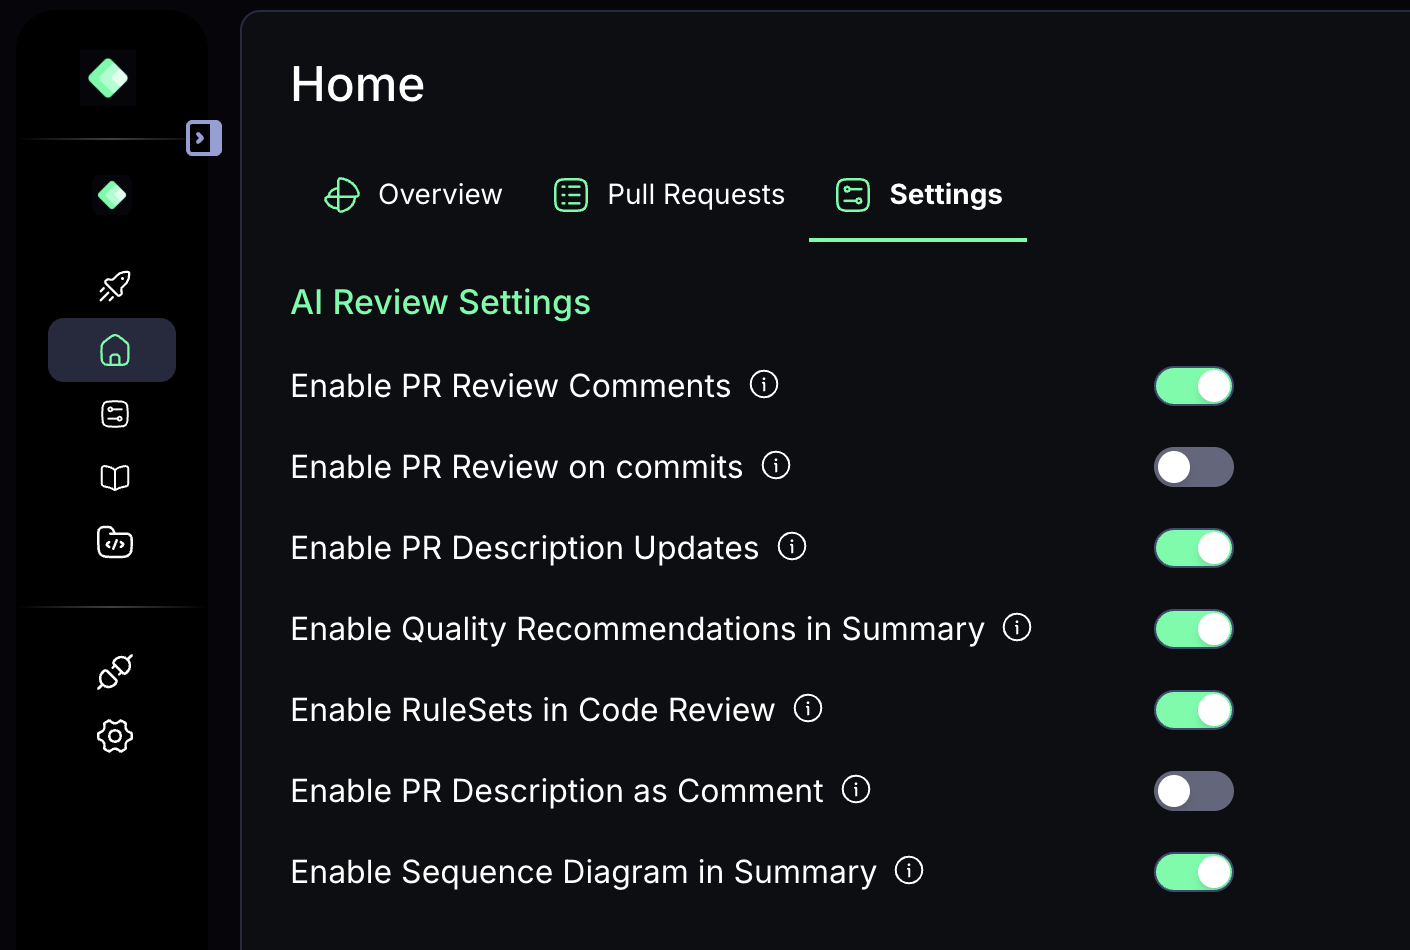 Home
Overview
Pull Requests
Settings
AI Review Settings
Enable PR Review Comments
Enable PR Review on commits
Enable PR Description Updates
Enable Quality Recommendations in Summary
Enable RuleSets in Code Review
Enable PR Description as Comment
Enable Sequence Diagram in Summary